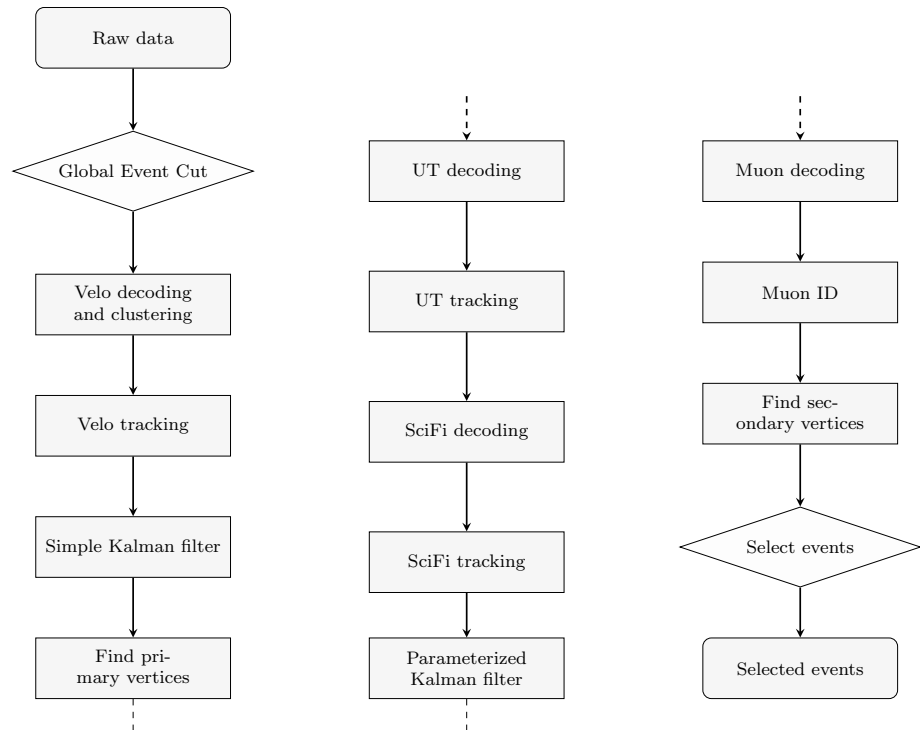 Raw data
Global Event Cut
Velo decoding
and clustering
Velo tracking
Simple Kalman filter
Find pri-
mary vertices
UT decoding
UT tracking
SciFi decoding
SciFi tracking
Parameterized
Kalman filter
Muon decoding
Muon ID
Find sec-
ondary vertices
Select events
Selected events